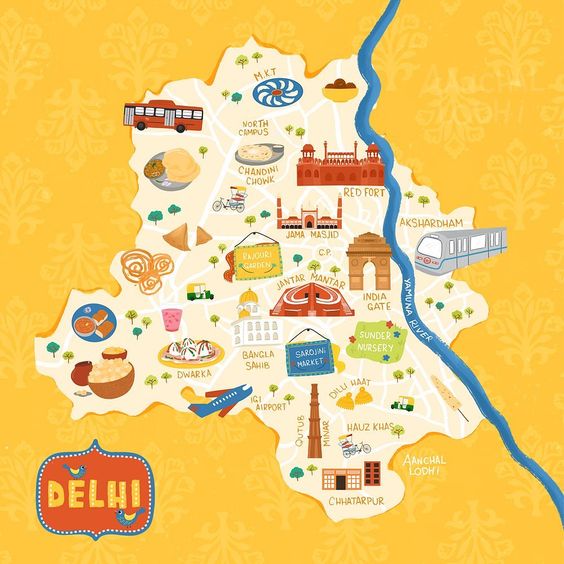 M.K.T
NORTH
CAMPUS
CHANDINI
CHOWK
RED FORT
AKSHARDHAM
JAMA MASJID
C.P.
RAJOURI
GARDEN
JANTAR MANTAR
INDIA
GATE
YAMUNA RIVER
BANGLA
SAHIB
SAROJINI
MARKET
SUNDER
NURSERY
DWARKA
IGI
AIRPORT
DILLI HAAT
QUTUB
MINAR
HAUZ KHAS
AANCHAL
LODHI
CHHATARPUR
DELHI